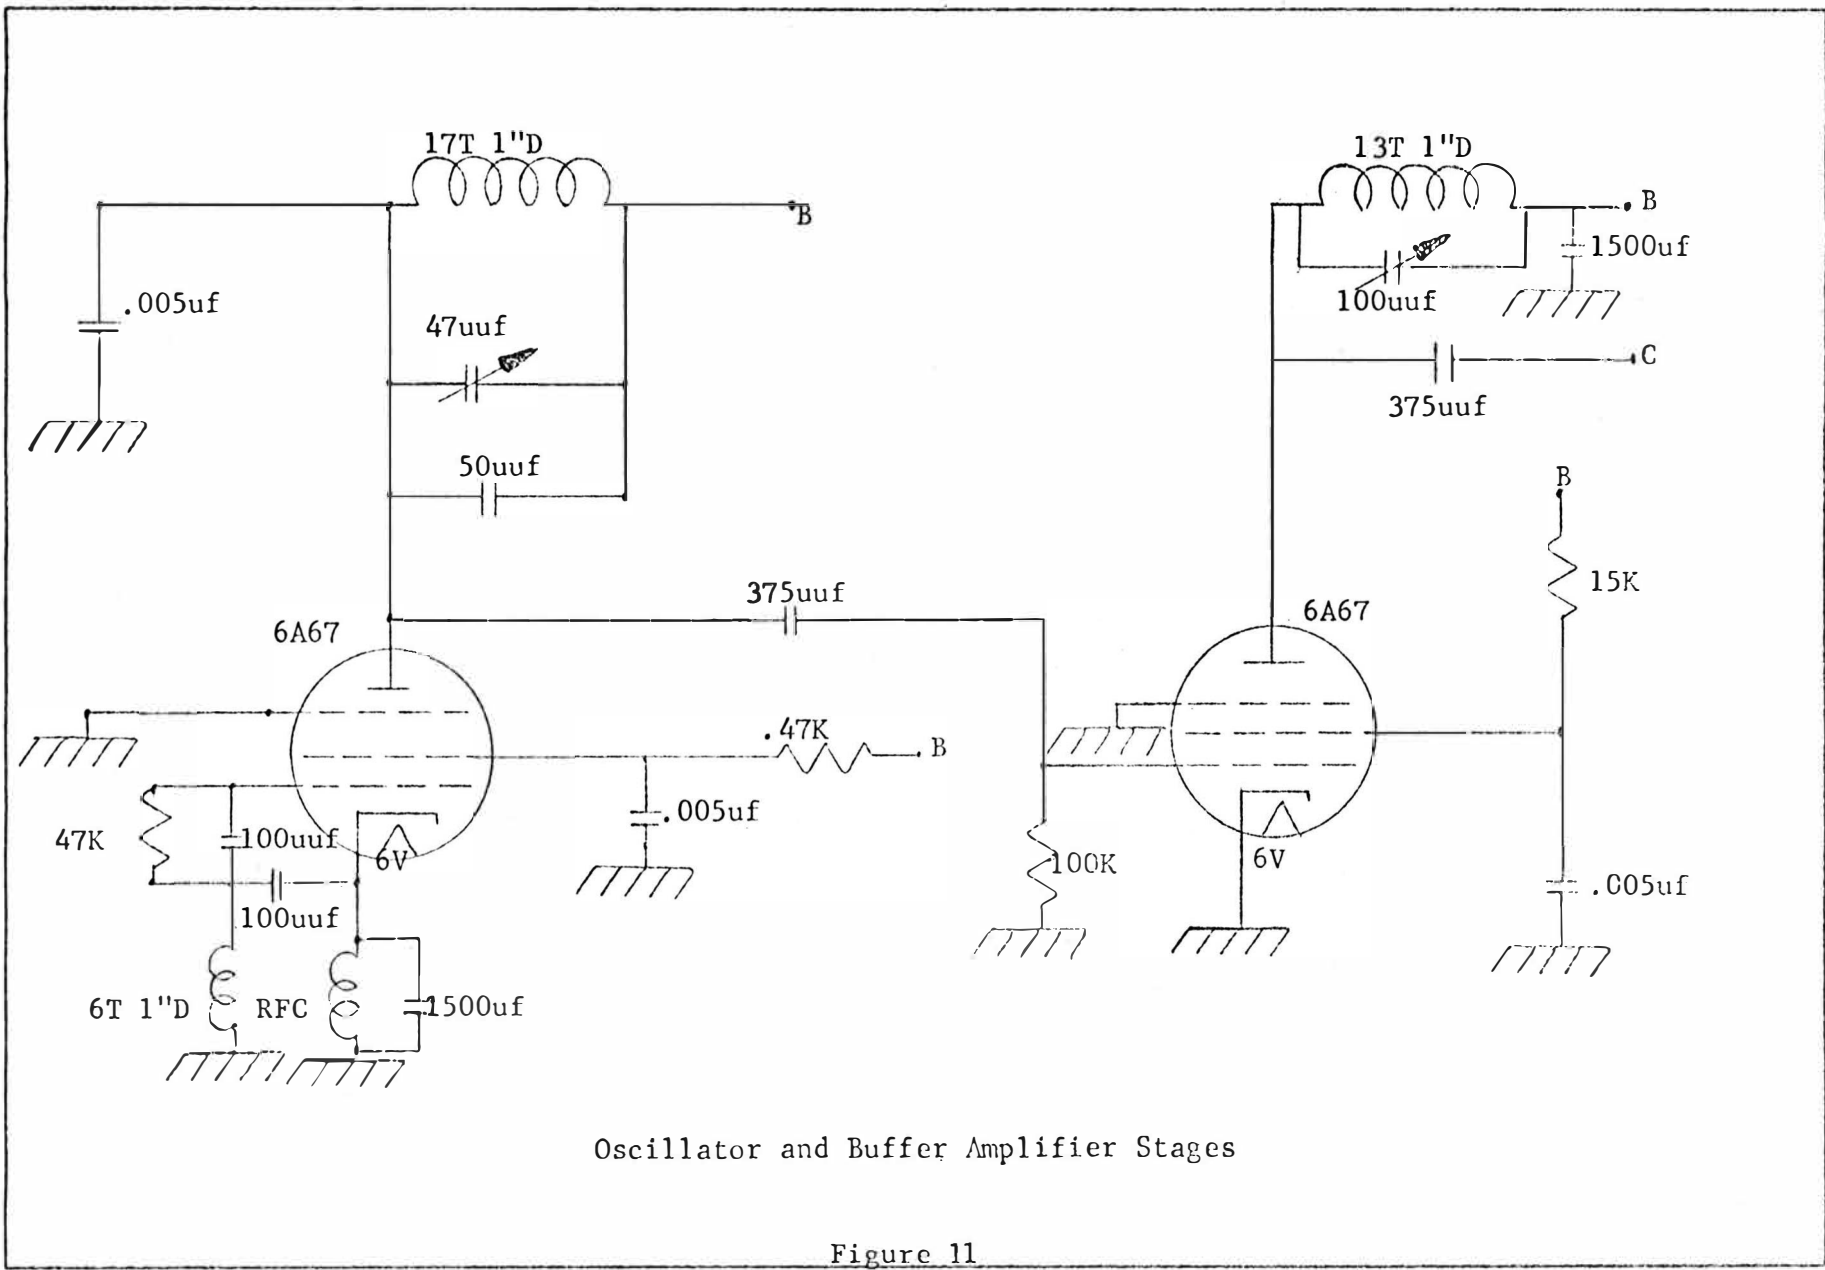 17T 1"D
13T 1"D
B
B
1500uf
.005uf
47uuf
100uuf
C
375uuf
50uuf
B
15K
375uuf
6A67
6A67
.47K
B
.005uf
47K
100uuf
6V
100K
6V
.005uf
100uuf
6T 1"D
RFC
1500uf
Oscillator and Buffer Amplifier Stages
Figure 11